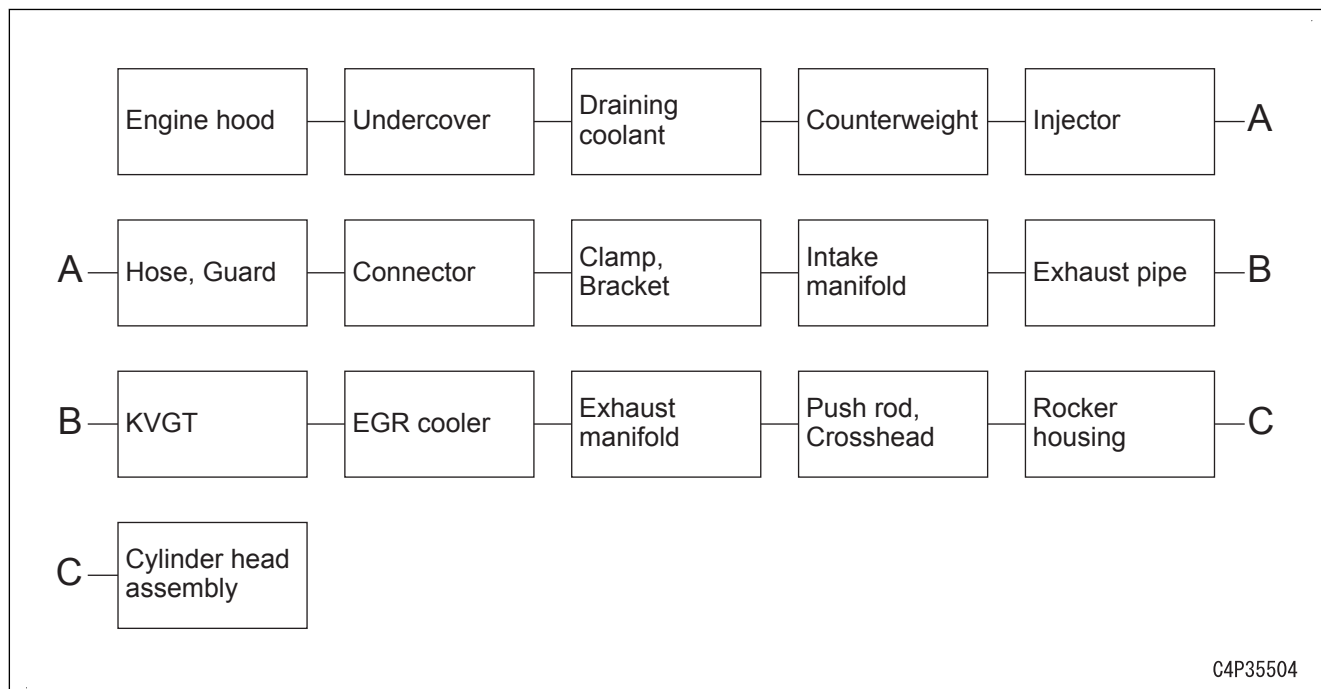 Engine hood
Undercover
Draining
coolant
Counterweight
Injector
A
A
Hose, Guard
Connector
Clamp,
Bracket
Intake
manifold
Exhaust pipe
B
B
KVGT
EGR cooler
Exhaust
manifold
Push rod,
Crosshead
Rocker
housing
C
C
Cylinder head
assembly
C4P35504